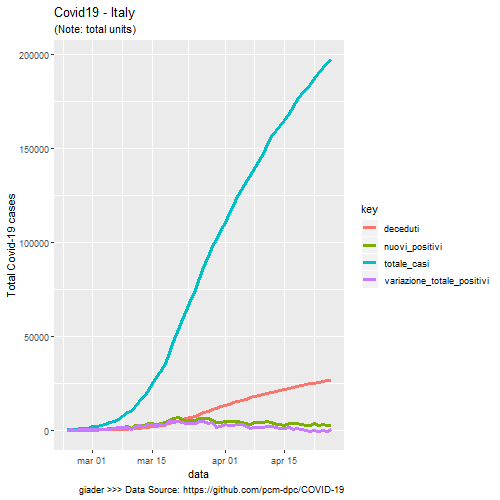 Covid19 - Italy
(Note: total units)
Total Covid-19 cases
200000
150000
100000
50000
0
mar 01
mar 15
apr 01
apr 15
data
key
deceduti
nuovi_positivi
totale_casi
variazione_totale_positivi
giader >>> Data Source: https://github.com/pcm-dpc/COVID-19